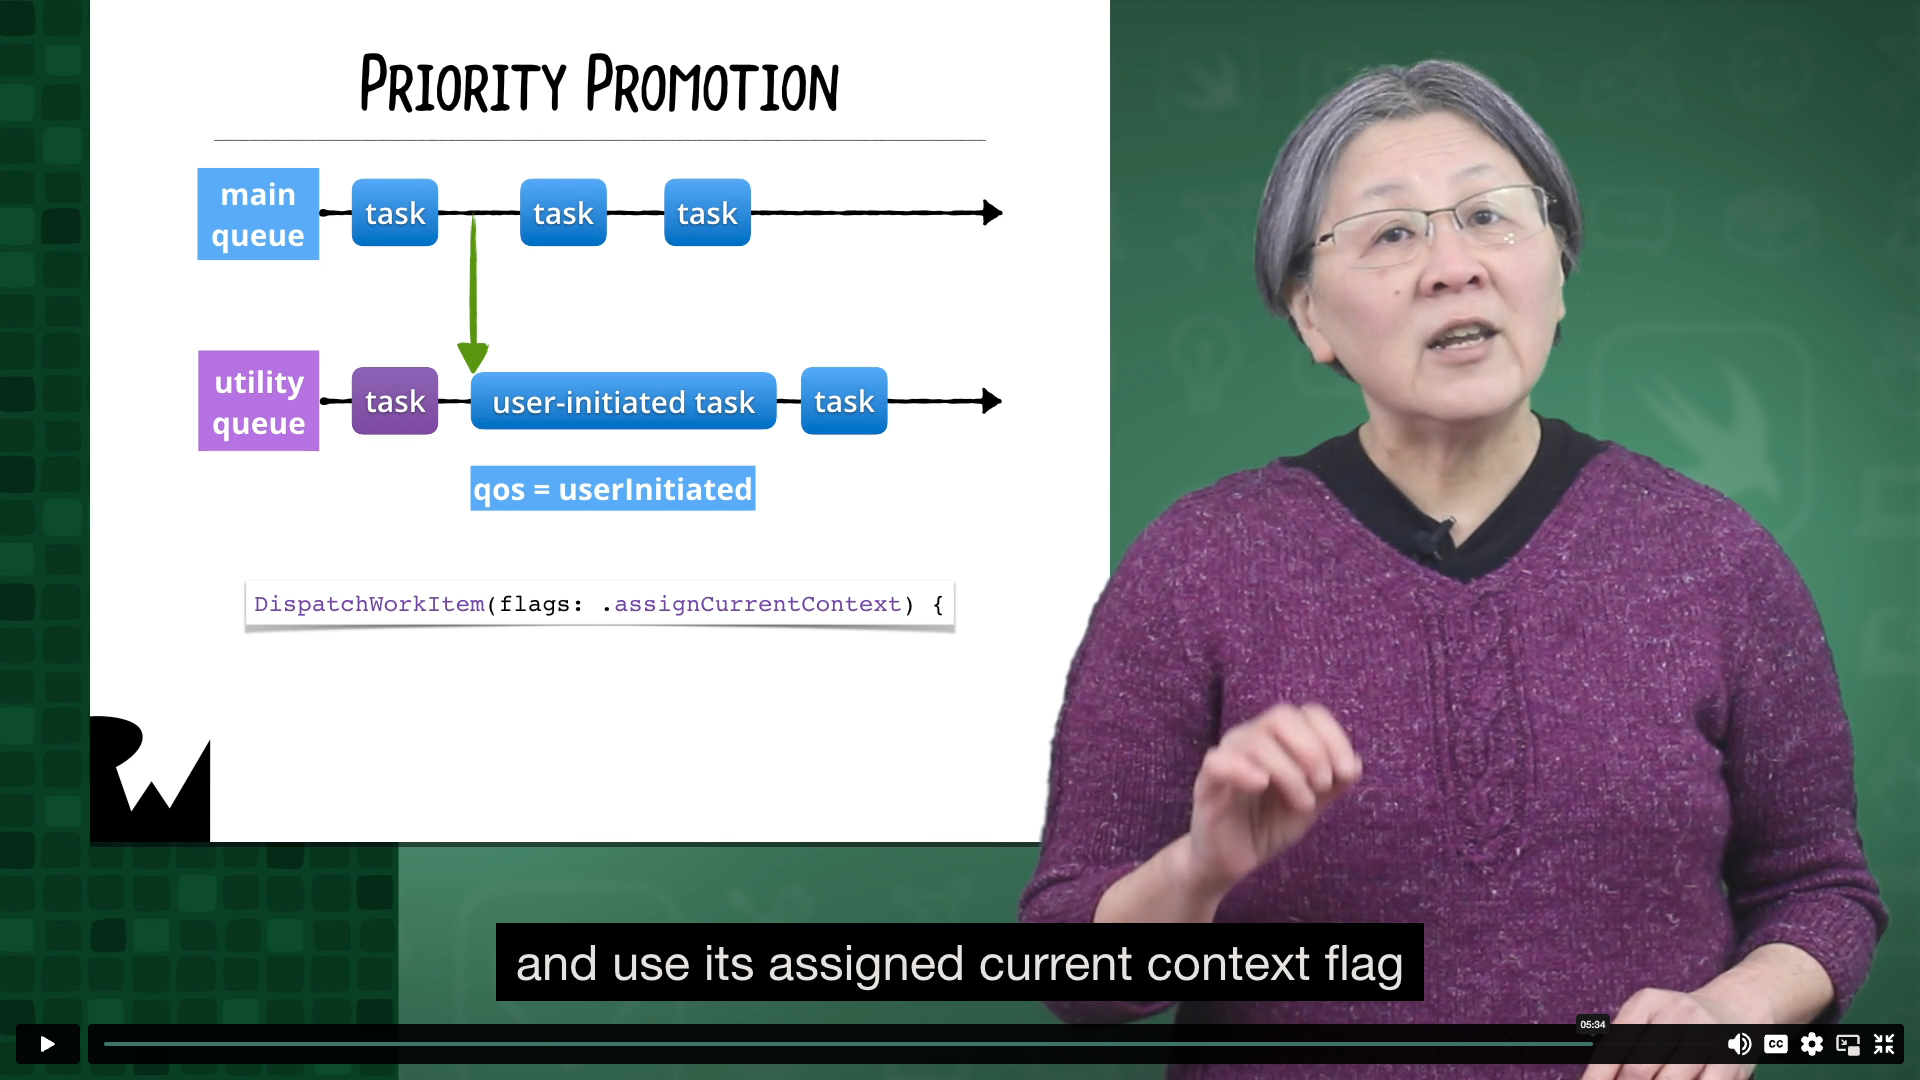 PRIORITY PROMOTION
main
queue
task
task
task
utility
queue
task
user-initiated task
task
qos = userInitiated
DispatchWorkItem(flags: .assignCurrentContext) {
RW
and use its assigned current context flag
05:34
CC